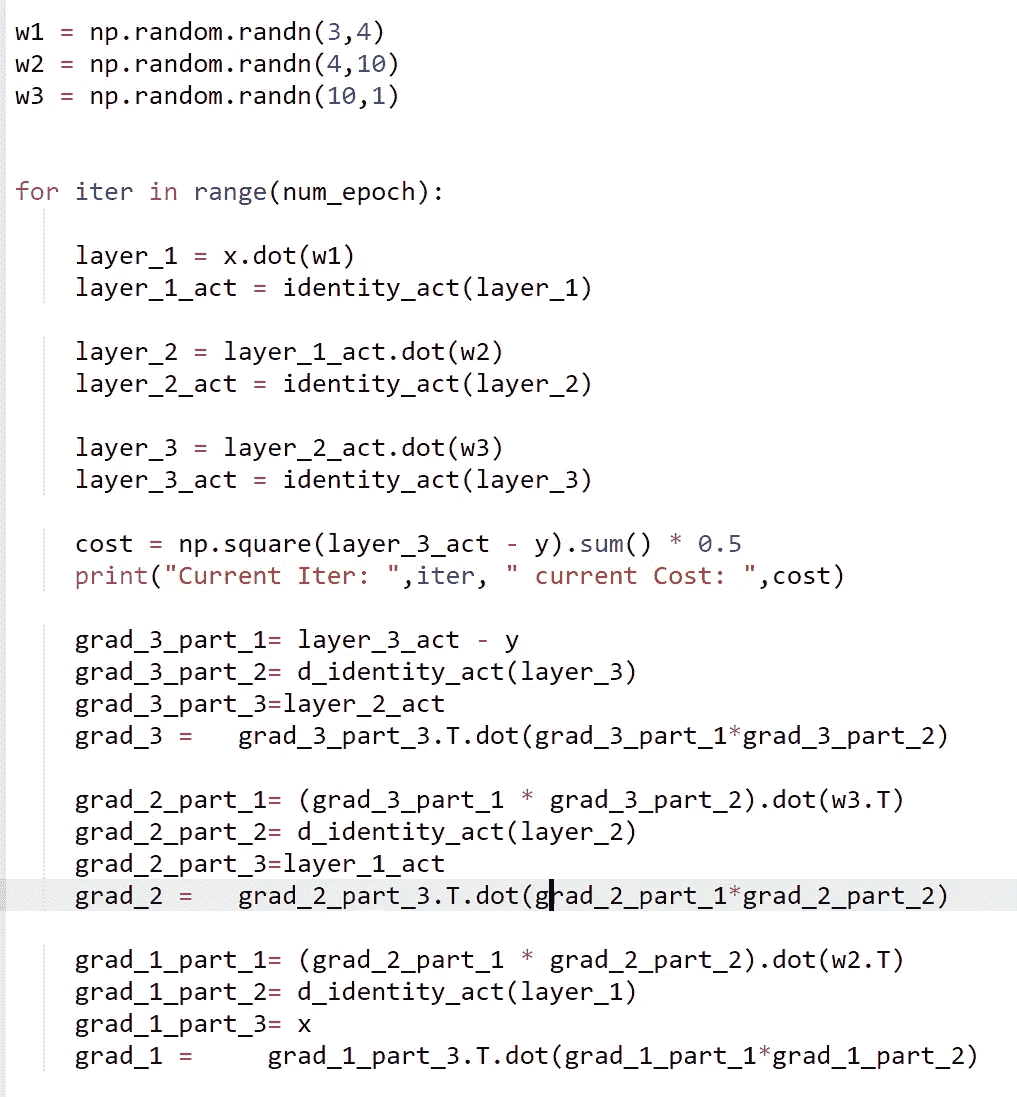 w1 = np.random.randn(3,4)
w2 = np.random.randn(4,10)
w3 = np.random.randn(10,1)
for iter in range(num_epoch):
layer_1 = x.dot(w1)
layer_1_act = identity_act(layer_1)
layer_2 = layer_1_act.dot(w2)
layer_2_act = identity_act(layer_2)
layer_3 = layer_2_act.dot(w3)
layer_3_act = identity_act(layer_3)
cost = np.square(layer_3_act - y).sum() * 0.5
print("Current Iter: ",iter, " current Cost: ",cost)
grad_3_part_1= layer_3_act - y
grad_3_part_2= d_identity_act(layer_3)
grad_3_part_3=layer_2_act
grad_3 =   grad_3_part_3.T.dot(grad_3_part_1*grad_3_part_2)
grad_2_part_1= (grad_3_part_1 * grad_3_part_2).dot(w3.T)
grad_2_part_2= d_identity_act(layer_2)
grad_2_part_3=layer_1_act
grad_2 =   grad_2_part_3.T.dot(grad_2_part_1*grad_2_part_2)
grad_1_part_1= (grad_2_part_1 * grad_2_part_2).dot(w2.T)
grad_1_part_2= d_identity_act(layer_1)
grad_1_part_3= x
grad_1 =     grad_1_part_3.T.dot(grad_1_part_1*grad_1_part_2)